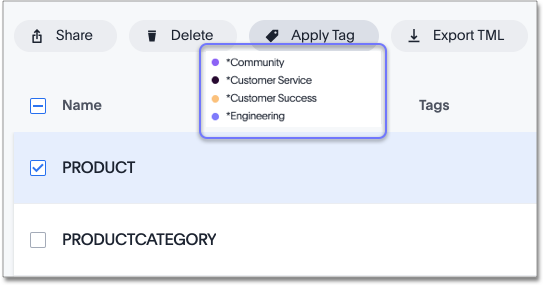 Share
Delete
Apply Tag
Export TML
*Community
*Customer Service
*Customer Success
*Engineering
Name
Tags
PRODUCT
PRODUCTCATEGORY